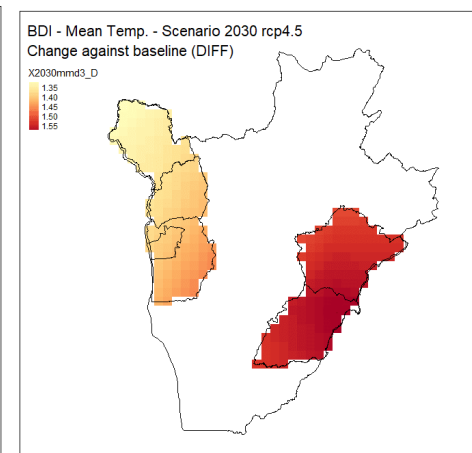 BDI - Mean Temp. - Scenario 2030 rcp4.5
Change against baseline (DIFF)
X2030mmd3_D
1.35
1.40
1.45
1.50
1.55